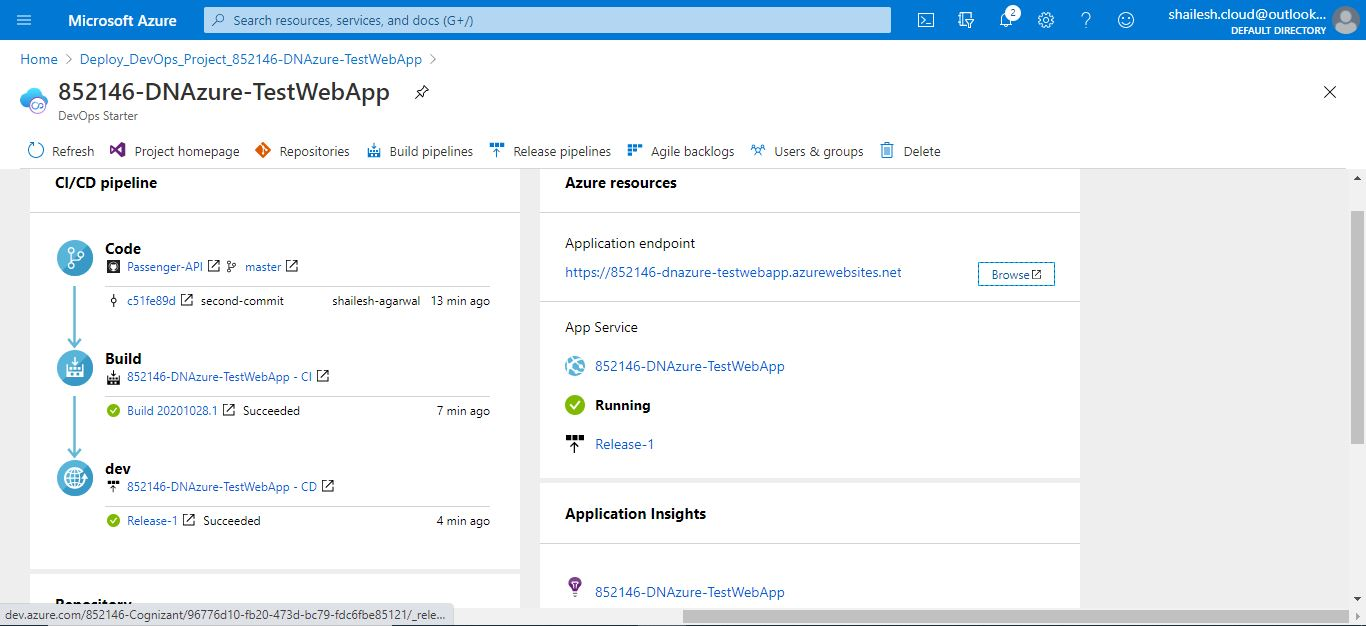 Microsoft Azure
Search resources, services, and docs (G+/)
2
shailesh.cloud@outlook...
DEFAULT DIRECTORY
Home > Deploy_DevOps_Project_852146-DNAzure-TestWebApp >
852146-DNAzure-TestWebApp
DevOps Starter
Refresh Project homepage Repositories Build pipelines Release pipelines Agile backlogs Users & groups Delete
CI/CD pipeline
Code
Passenger-API master
c51fe89d second-commit shailesh-agarwal 13 min ago
Build
852146-DNAzure-TestWebApp - CI
Build 20201028.1 Succeeded 7 min ago
dev
852146-DNAzure-TestWebApp - CD
Release-1 Succeeded 4 min ago
Repository
Azure resources
Application endpoint
https://852146-dnazure-testwebapp.azurewebsites.net Browse
App Service
852146-DNAzure-TestWebApp
Running
Release-1
Application Insights
852146-DNAzure-TestWebApp
dev.azure.com/852146-Cognizant/96776d10-fb20-473d-bc79-fdc6fbe85121/_rele...